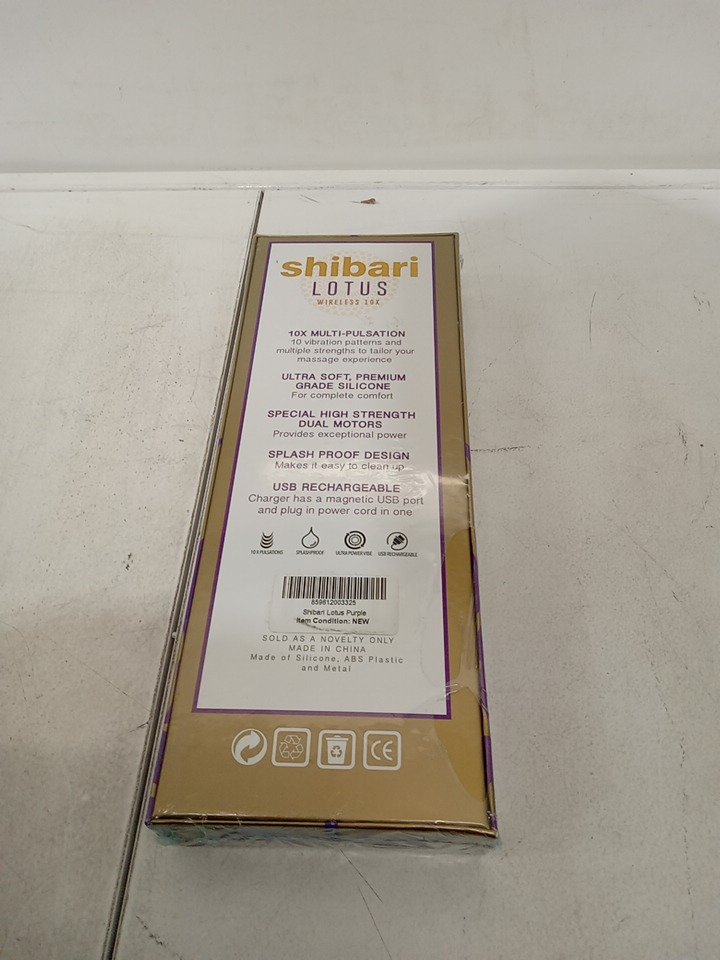 shibari
LOTUS
WIRELESS 10X
10X MULTI-PULSATION
10 vibration patterns and
multiple strengths to tailor your
massage experience
ULTRA SOFT, PREMIUM
GRADE SILICONE
For complete comfort
SPECIAL HIGH STRENGTH
DUAL MOTORS
Provides exceptional power
SPLASH PROOF DESIGN
Makes it easy to clean up
USB RECHARGEABLE
Charger has a magnetic USB port
and plug in power cord in one
10 X PULSATIONS SPLASHPROOF ULTRA POWER VIBE USB RECHARGEABLE
859612003325
Shibari Lotus Purple
Item Condition: NEW
SOLD AS A NOVELTY ONLY
MADE IN CHINA
Made of Silicone, ABS Plastic
and Metal
CE